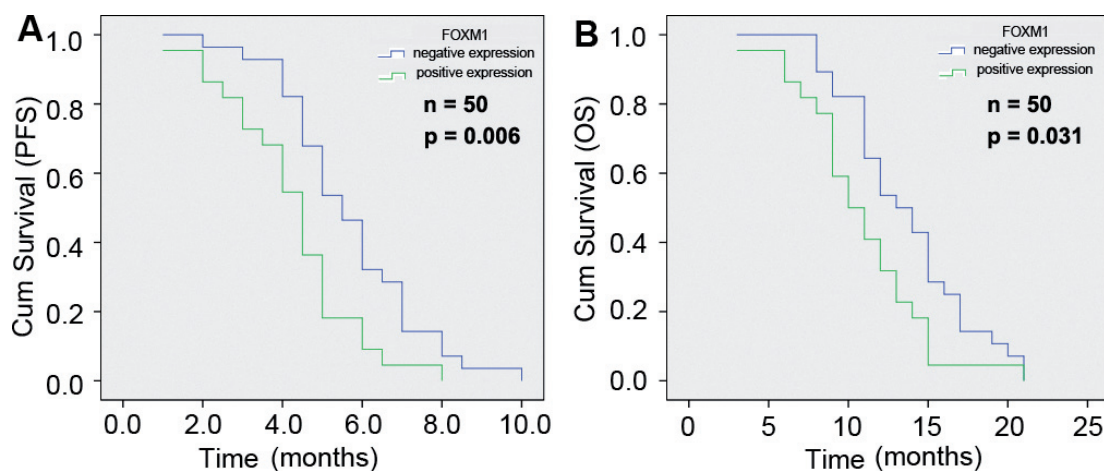 A
Cum Survival (PFS)
1.0
0.8
0.6
0.4
0.2
0.0
FOXM1
negative expression
positive expression
n = 50
p = 0.006
0.0 2.0 4.0 6.0 8.0 10.0
Time (months)
B
Cum Survival (OS)
1.0
0.8
0.6
0.4
0.2
0.0
FOXM1
negative expression
positive expression
n = 50
p = 0.031
0 5 10 15 20 25
Time (months)